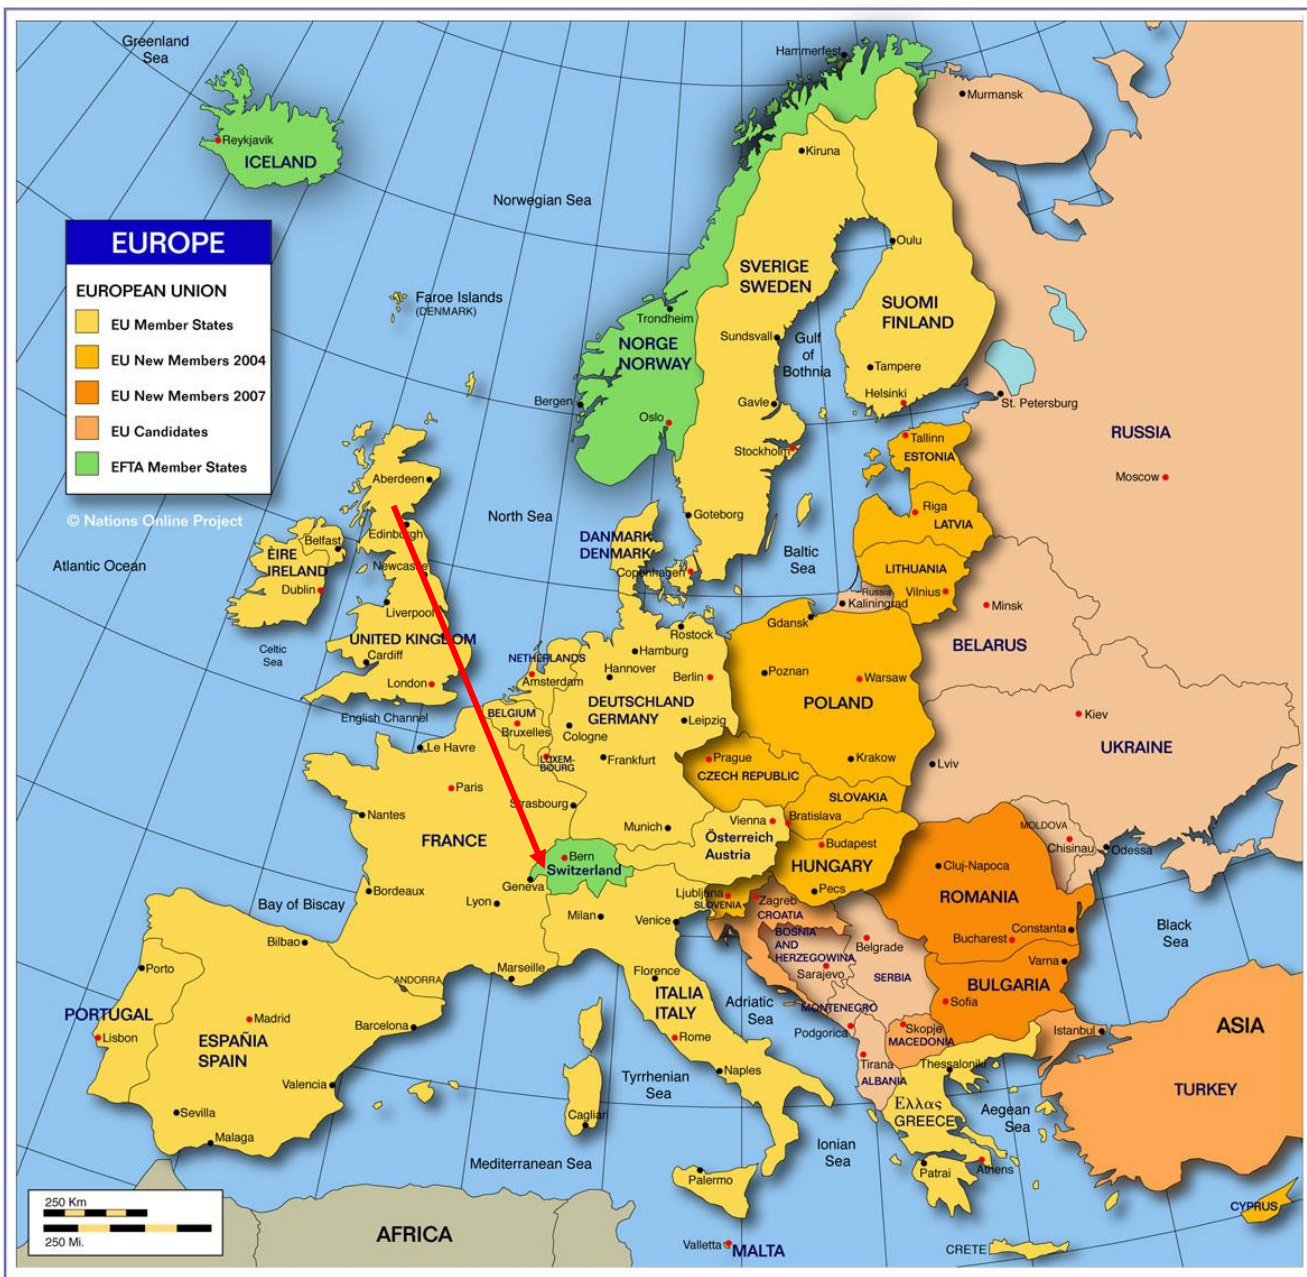 Greenland
Sea
Hammerfest
Murmansk
Reykjavik
ICELAND
Kiruna
Norwegian Sea
EUROPE
EUROPEAN UNION
EU Member States
EU New Members 2004
EU New Members 2007
EU Candidates
EFTA Member States
© Nations Online Project
Oulu
SVERIGE
SWEDEN
Faroe Islands
(DENMARK)
SUOMI
FINLAND
Trondheim
NORGE
NORWAY
Sundsvall
Gulf
of
Bothnia
Tampere
Helsinki
Bergen
Gavle
St. Petersburg
Oslo
RUSSIA
Stockholm
Tallinn
ESTONIA
Moscow
Aberdeen
North Sea
Goteborg
Riga
LATVIA
Edinburgh
DANMARK
DENMARK
Copenhagen
Baltic
Sea
Belfast
ÈIRE
IRELAND
Dublin
Atlantic Ocean
Newcastle
LITHUANIA
Vilnius
Russia
Kaliningrad
Minsk
Liverpool
Gdansk
Rostock
UNITED KINGDOM
Celtic
Sea
Cardiff
London
NETHERLANDS
Amsterdam
Hamburg
Hannover
Berlin
BELARUS
Poznan
Warsaw
POLAND
English Channel
BELGIUM
Bruxelles
DEUTSCHLAND
GERMANY
Leipzig
Cologne
Kiev
UKRAINE
Le Havre
LUXEM-
BOURG
Frankfurt
Prague
CZECH REPUBLIC
Krakow
Lviv
Paris
Strasbourg
SLOVAKIA
Nantes
Munich
Vienna
Bratislava
MOLDOVA
Chisinau
Odessa
FRANCE
Österreich
Austria
Budapest
HUNGARY
Bern
Switzerland
Geneva
Cluj-Napoca
Bordeaux
Lyon
Pecs
ROMANIA
Ljubljena
SLOVENIA
Zagreb
CROATIA
Bay of Biscay
Milan
Venice
BOSNIA
AND
HERZEGOWINA
Sarajevo
Belgrade
SERBIA
Constanta
Bucharest
Black
Sea
Bilbao
Porto
Marseille
ANDORRA
Florence
ITALIA
ITALY
Varna
BULGARIA
Sofia
PORTUGAL
Lisbon
Madrid
ESPAÑIA
SPAIN
Barcelona
Adriatic
Sea
MONTENEGRO
Podgorica
Skopje
MACEDONIA
Istanbul
ASIA
Rome
Tirana
ALBANIA
Thessaloniki
Valencia
Tyrrhenian
Sea
Naples
TURKEY
Ελλας
GREECE
Aegean
Sea
Sevilla
Malaga
Cagliari
Ionian
Sea
Mediterranean Sea
Palermo
Patrai
Athens
250 Km
250 Mi.
AFRICA
Valletta
MALTA
CRETE
CYPRUS